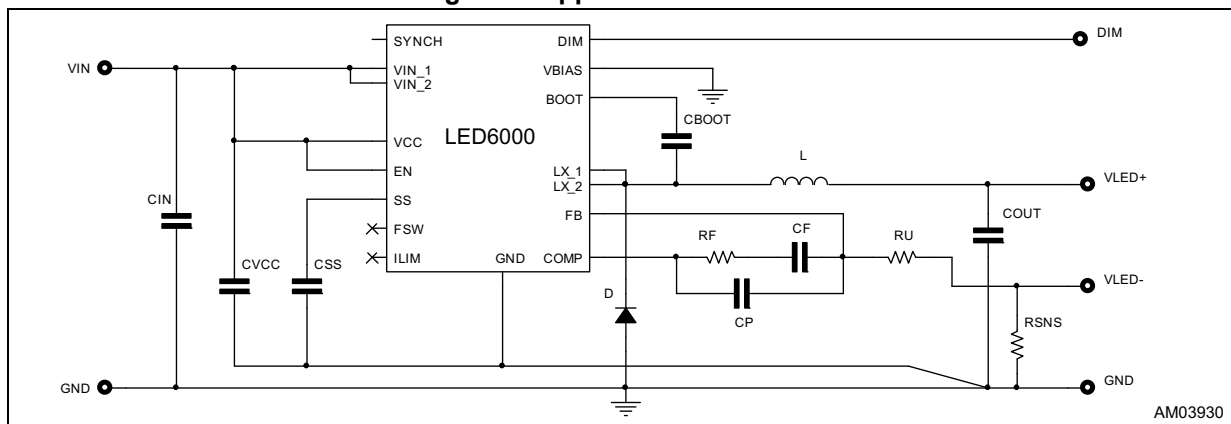 SYNCH
DIM
DIM
VIN
VIN_1
VIN_2
VBIAS
BOOT
CBOOT
VCC
LED6000
EN
LX_1
LX_2
L
VLED+
CIN
SS
FB
COUT
FSW
RF
CF
RU
ILIM
GND
COMP
CVCC
CSS
D
CP
VLED-
RSNS
GND
GND
AM03930